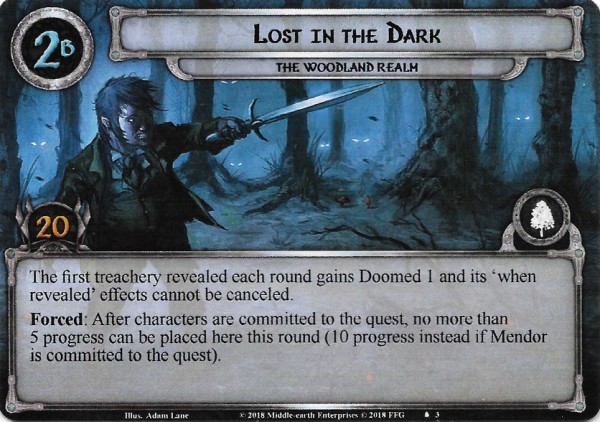 2B
LOST IN THE DARK
THE WOODLAND REALM
20
The first treachery revealed each round gains Doomed 1 and its ‘when
revealed’ effects cannot be canceled.
Forced: After characters are committed to the quest, no more than
5 progress can be placed here this round (10 progress instead if Mendor
is committed to the quest).
Illus. Adam Lane
© 2018 Middle-earth Enterprises © 2018 FFG
3